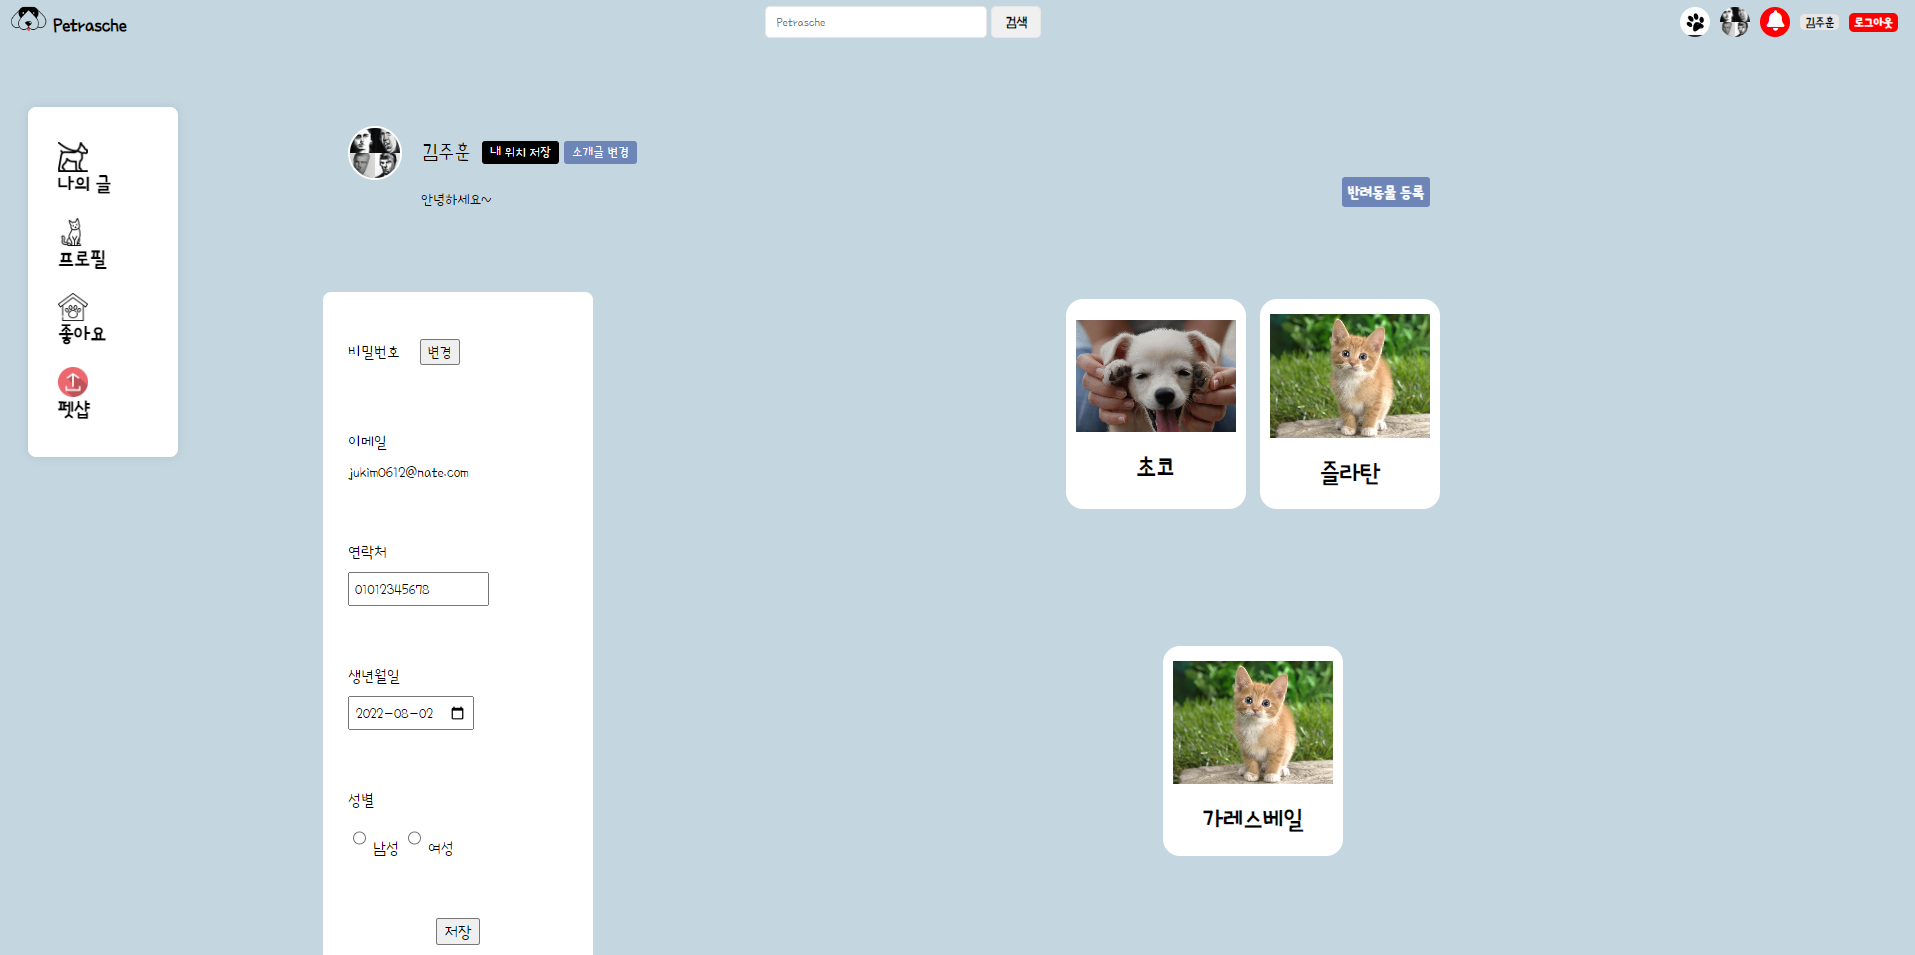 Petrasche
Petrasche
검색
김주훈
로그아웃
나의 글
프로필
좋아요
펫샵
김주훈
내 위치 저장
소개글 변경
안녕하세요~
반려동물 등록
비밀번호
변경
이메일
jukim0612@nate.com
연락처
01012345678
생년월일
2022-08-02
성별
남성
여성
저장
초코
즐라탄
가레스베일